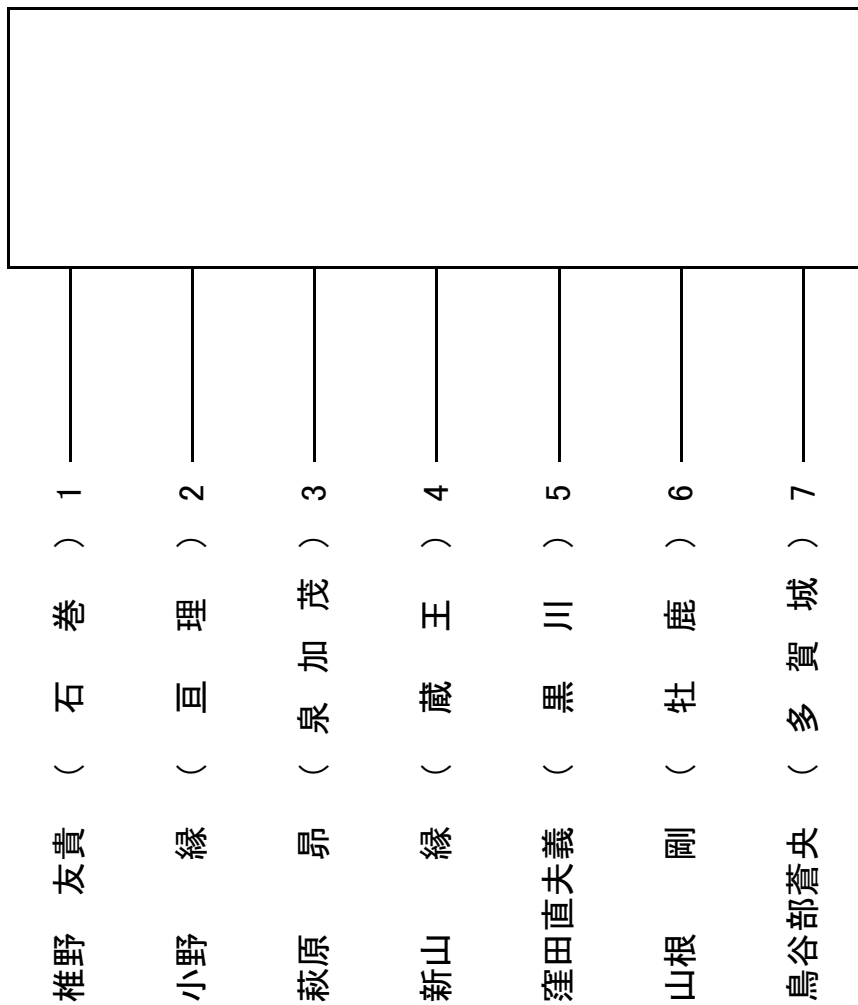 椎野 友貴 ( 石 巻 ) 1
小野 縁 ( 亘 理 ) 2
萩原 昴 ( 泉 加 茂 ) 3
新山 縁 ( 蔵 王 ) 4
窪田直夫義 ( 黒 川 ) 5
山根 剛 ( 牡 鹿 ) 6
鳥谷部蒼央 ( 多 賀 城 ) 7